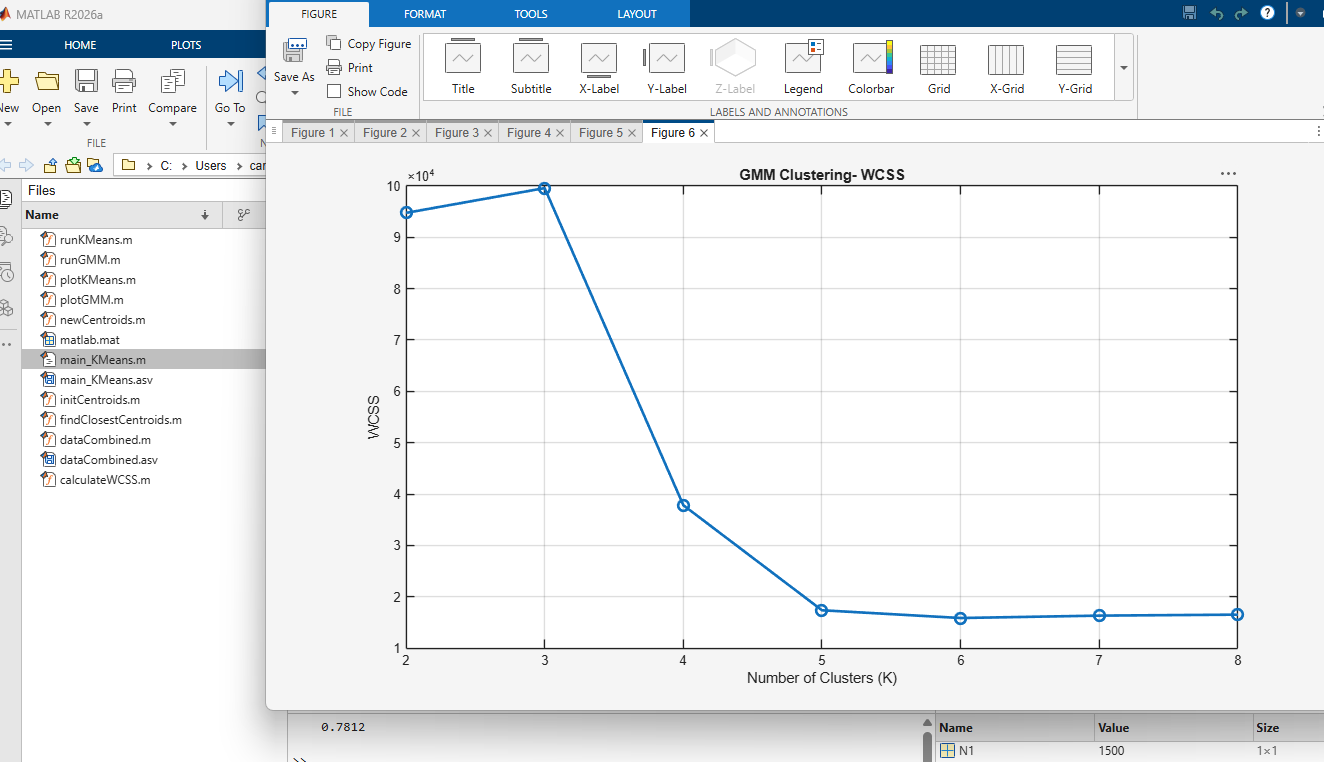 MATLAB R2026a
HOME
PLOTS
FIGURE
FORMAT
TOOLS
LAYOUT
Open
Save
Print
Compare
Go To
FILE
Save As
Copy Figure
Print
Show Code
FILE
Title
Subtitle
X-Label
Y-Label
Z-Label
Legend
Colorbar
Grid
X-Grid
Y-Grid
LABELS AND ANNOTATIONS
C:
Users
Figure 1
Figure 2
Figure 3
Figure 4
Figure 5
Figure 6
Files
Name
runKMeans.m
runGMM.m
plotKMeans.m
plotGMM.m
newCentroids.m
matlab.mat
main_KMeans.m
main_KMeans.asv
initCentroids.m
findClosestCentroids.m
dataCombined.m
dataCombined.asv
calculateWCSS.m
GMM Clustering- WCSS
×10⁴
10
9
8
7
6
5
4
3
2
1
WCSS
2 3 4 5 6 7 8
Number of Clusters (K)
0.7812
>>
Name Value Size
N1 1500 1×1